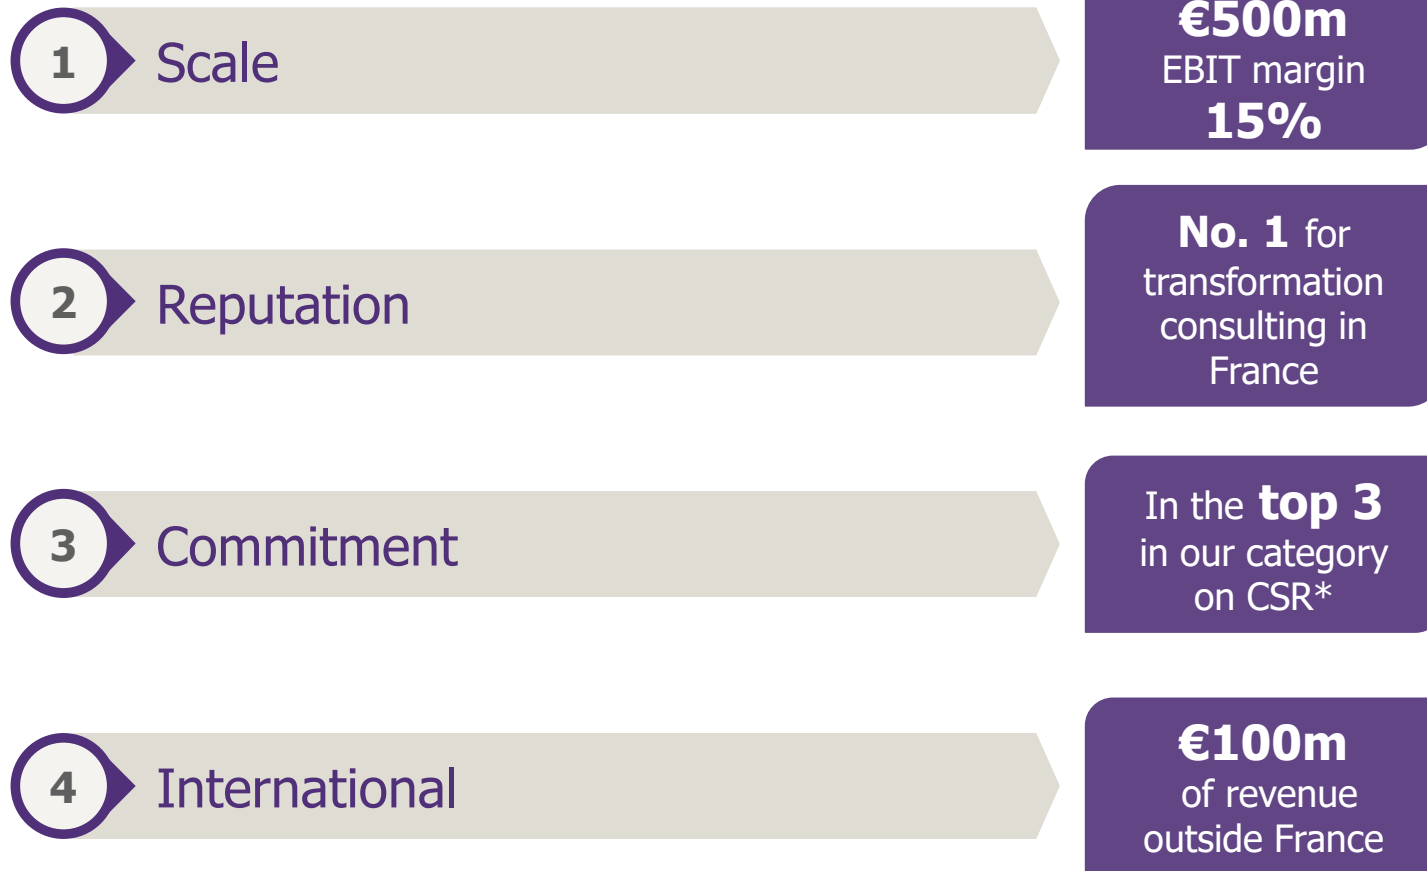 1
Scale
€500m
EBIT margin
15%
2
Reputation
No. 1 for
transformation
consulting in
France
3
Commitment
In the top 3
in our category
on CSR*
4
International
€100m
of revenue
outside France